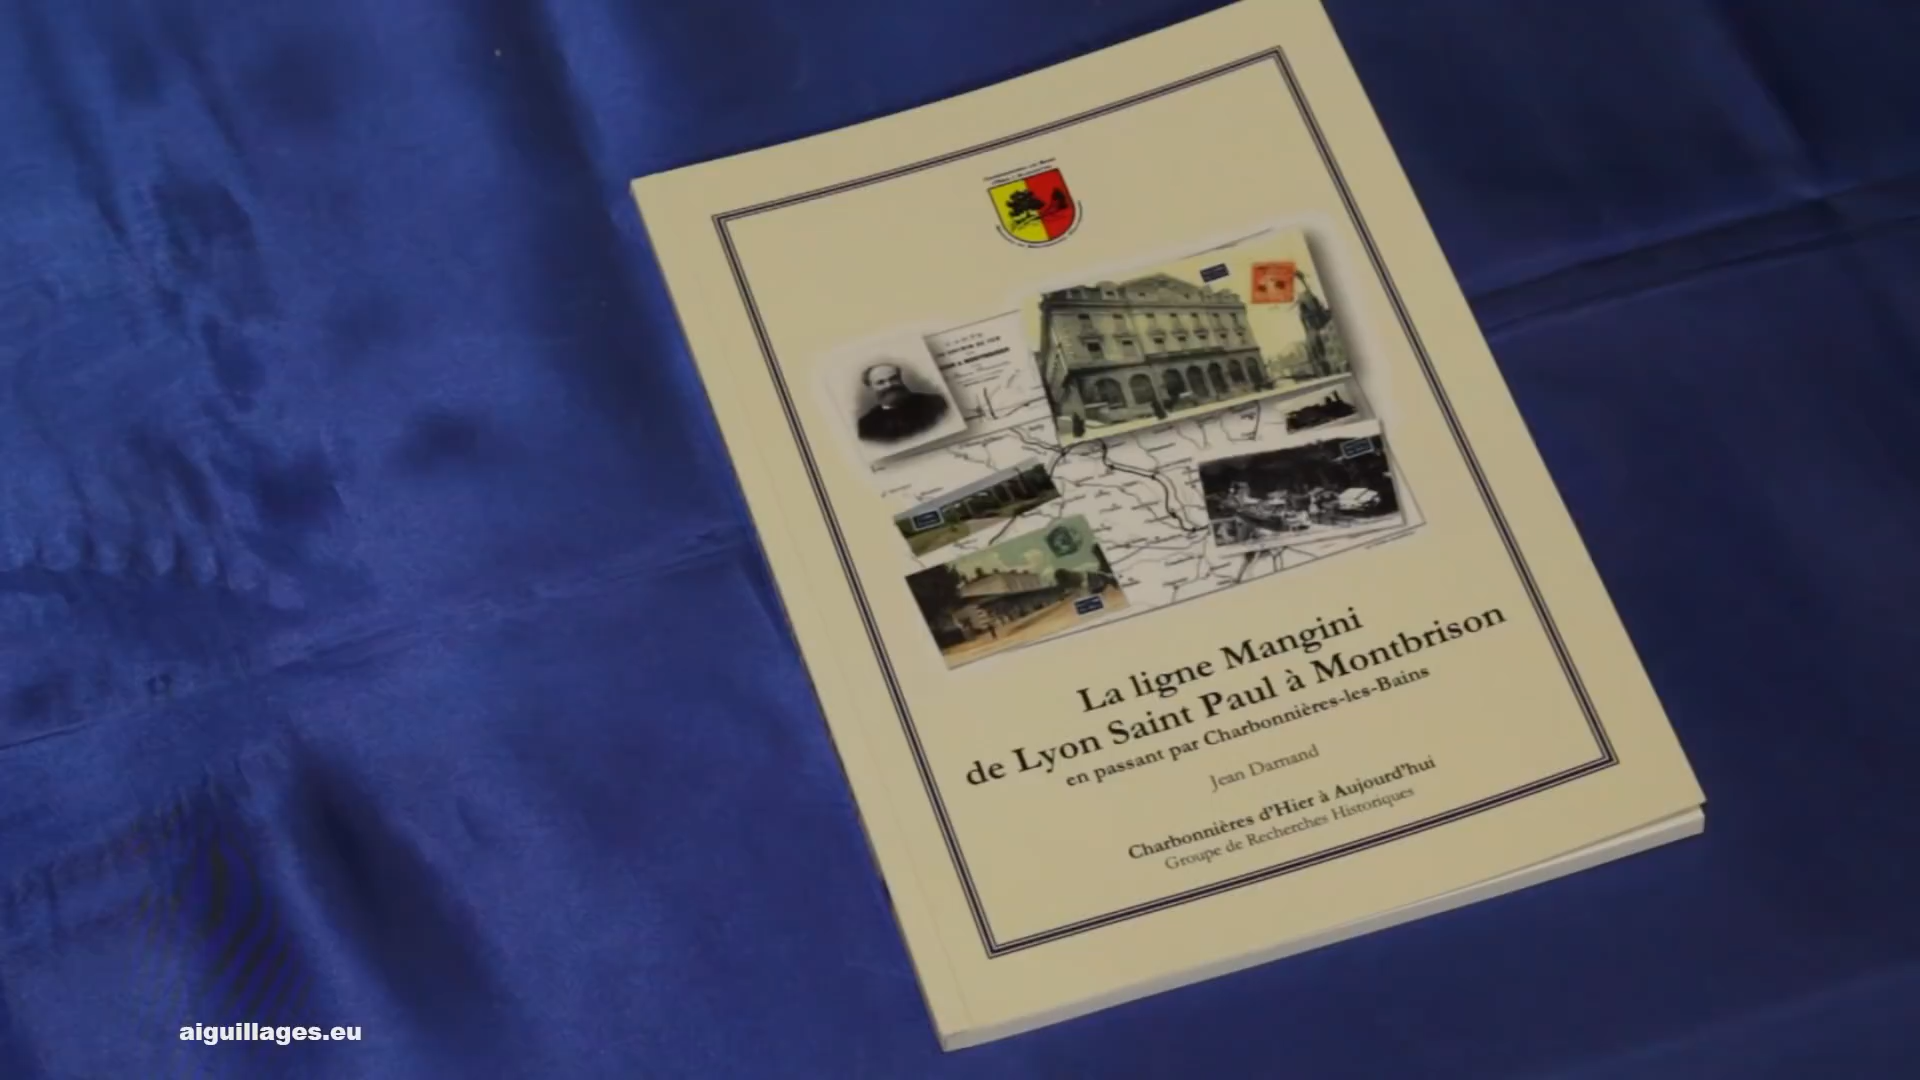 La ligne Mangini
de Lyon Saint Paul à Montbrison
en passant par Charbonnières-les-Bains
Jean Darnand
Charbonnières d'Hier à Aujourd'hui
Groupe de Recherches Historiques
aiguillages.eu